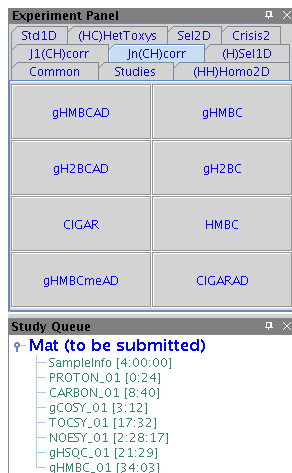 Experiment Panel
Std1D (HC)HetToxys Sel2D Crisis2
J1(CH)corr Jn(CH)corr (H)Sel1D
Common Studies (HH)Homo2D
gHMBCAD gHMBC
gH2BCAD gH2BC
CIGAR HMBC
gHMBCmeAD CIGARAD
Study Queue
Mat (to be submitted)
SampleInfo [4:00:00]
PROTON_01 [0:24]
CARBON_01 [8:40]
gCOSY_01 [3:12]
TOCSY_01 [17:32]
NOESY_01 [2:28:17]
gHSQC_01 [21:29]
gHMBC_01 [34:03]